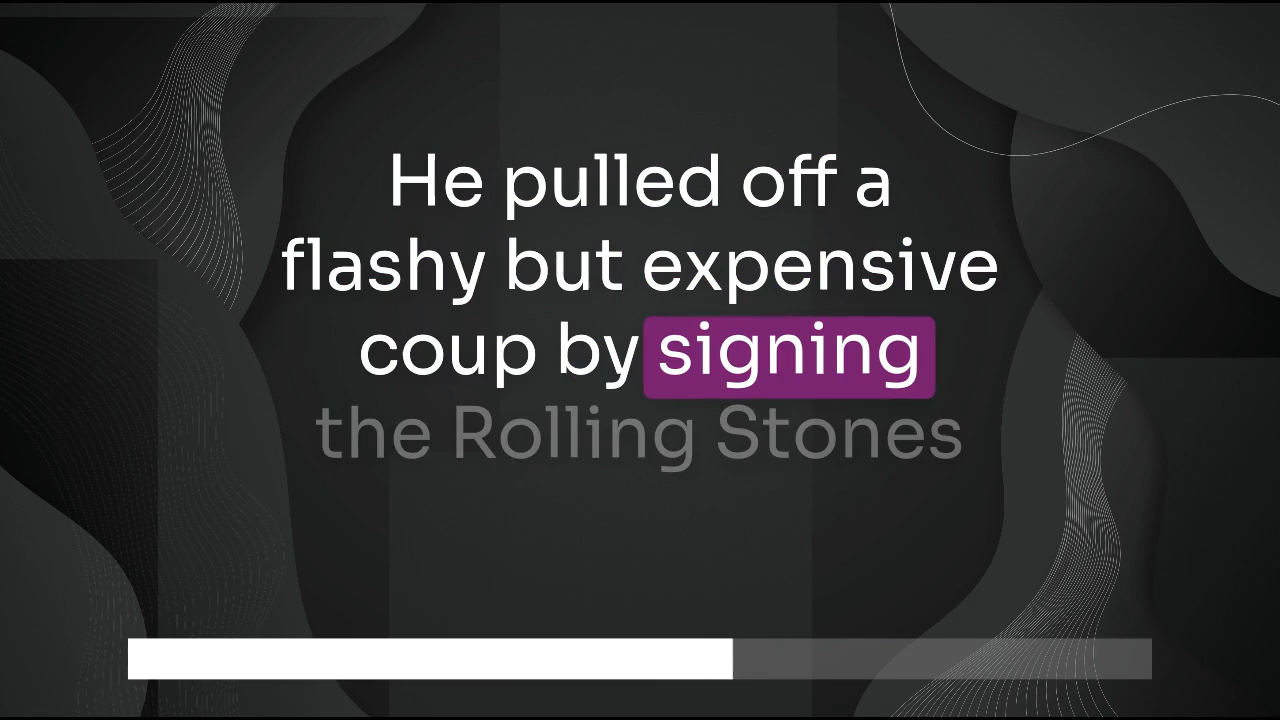 He pulled off a
flashy but expensive
coup by signing
the Rolling Stones